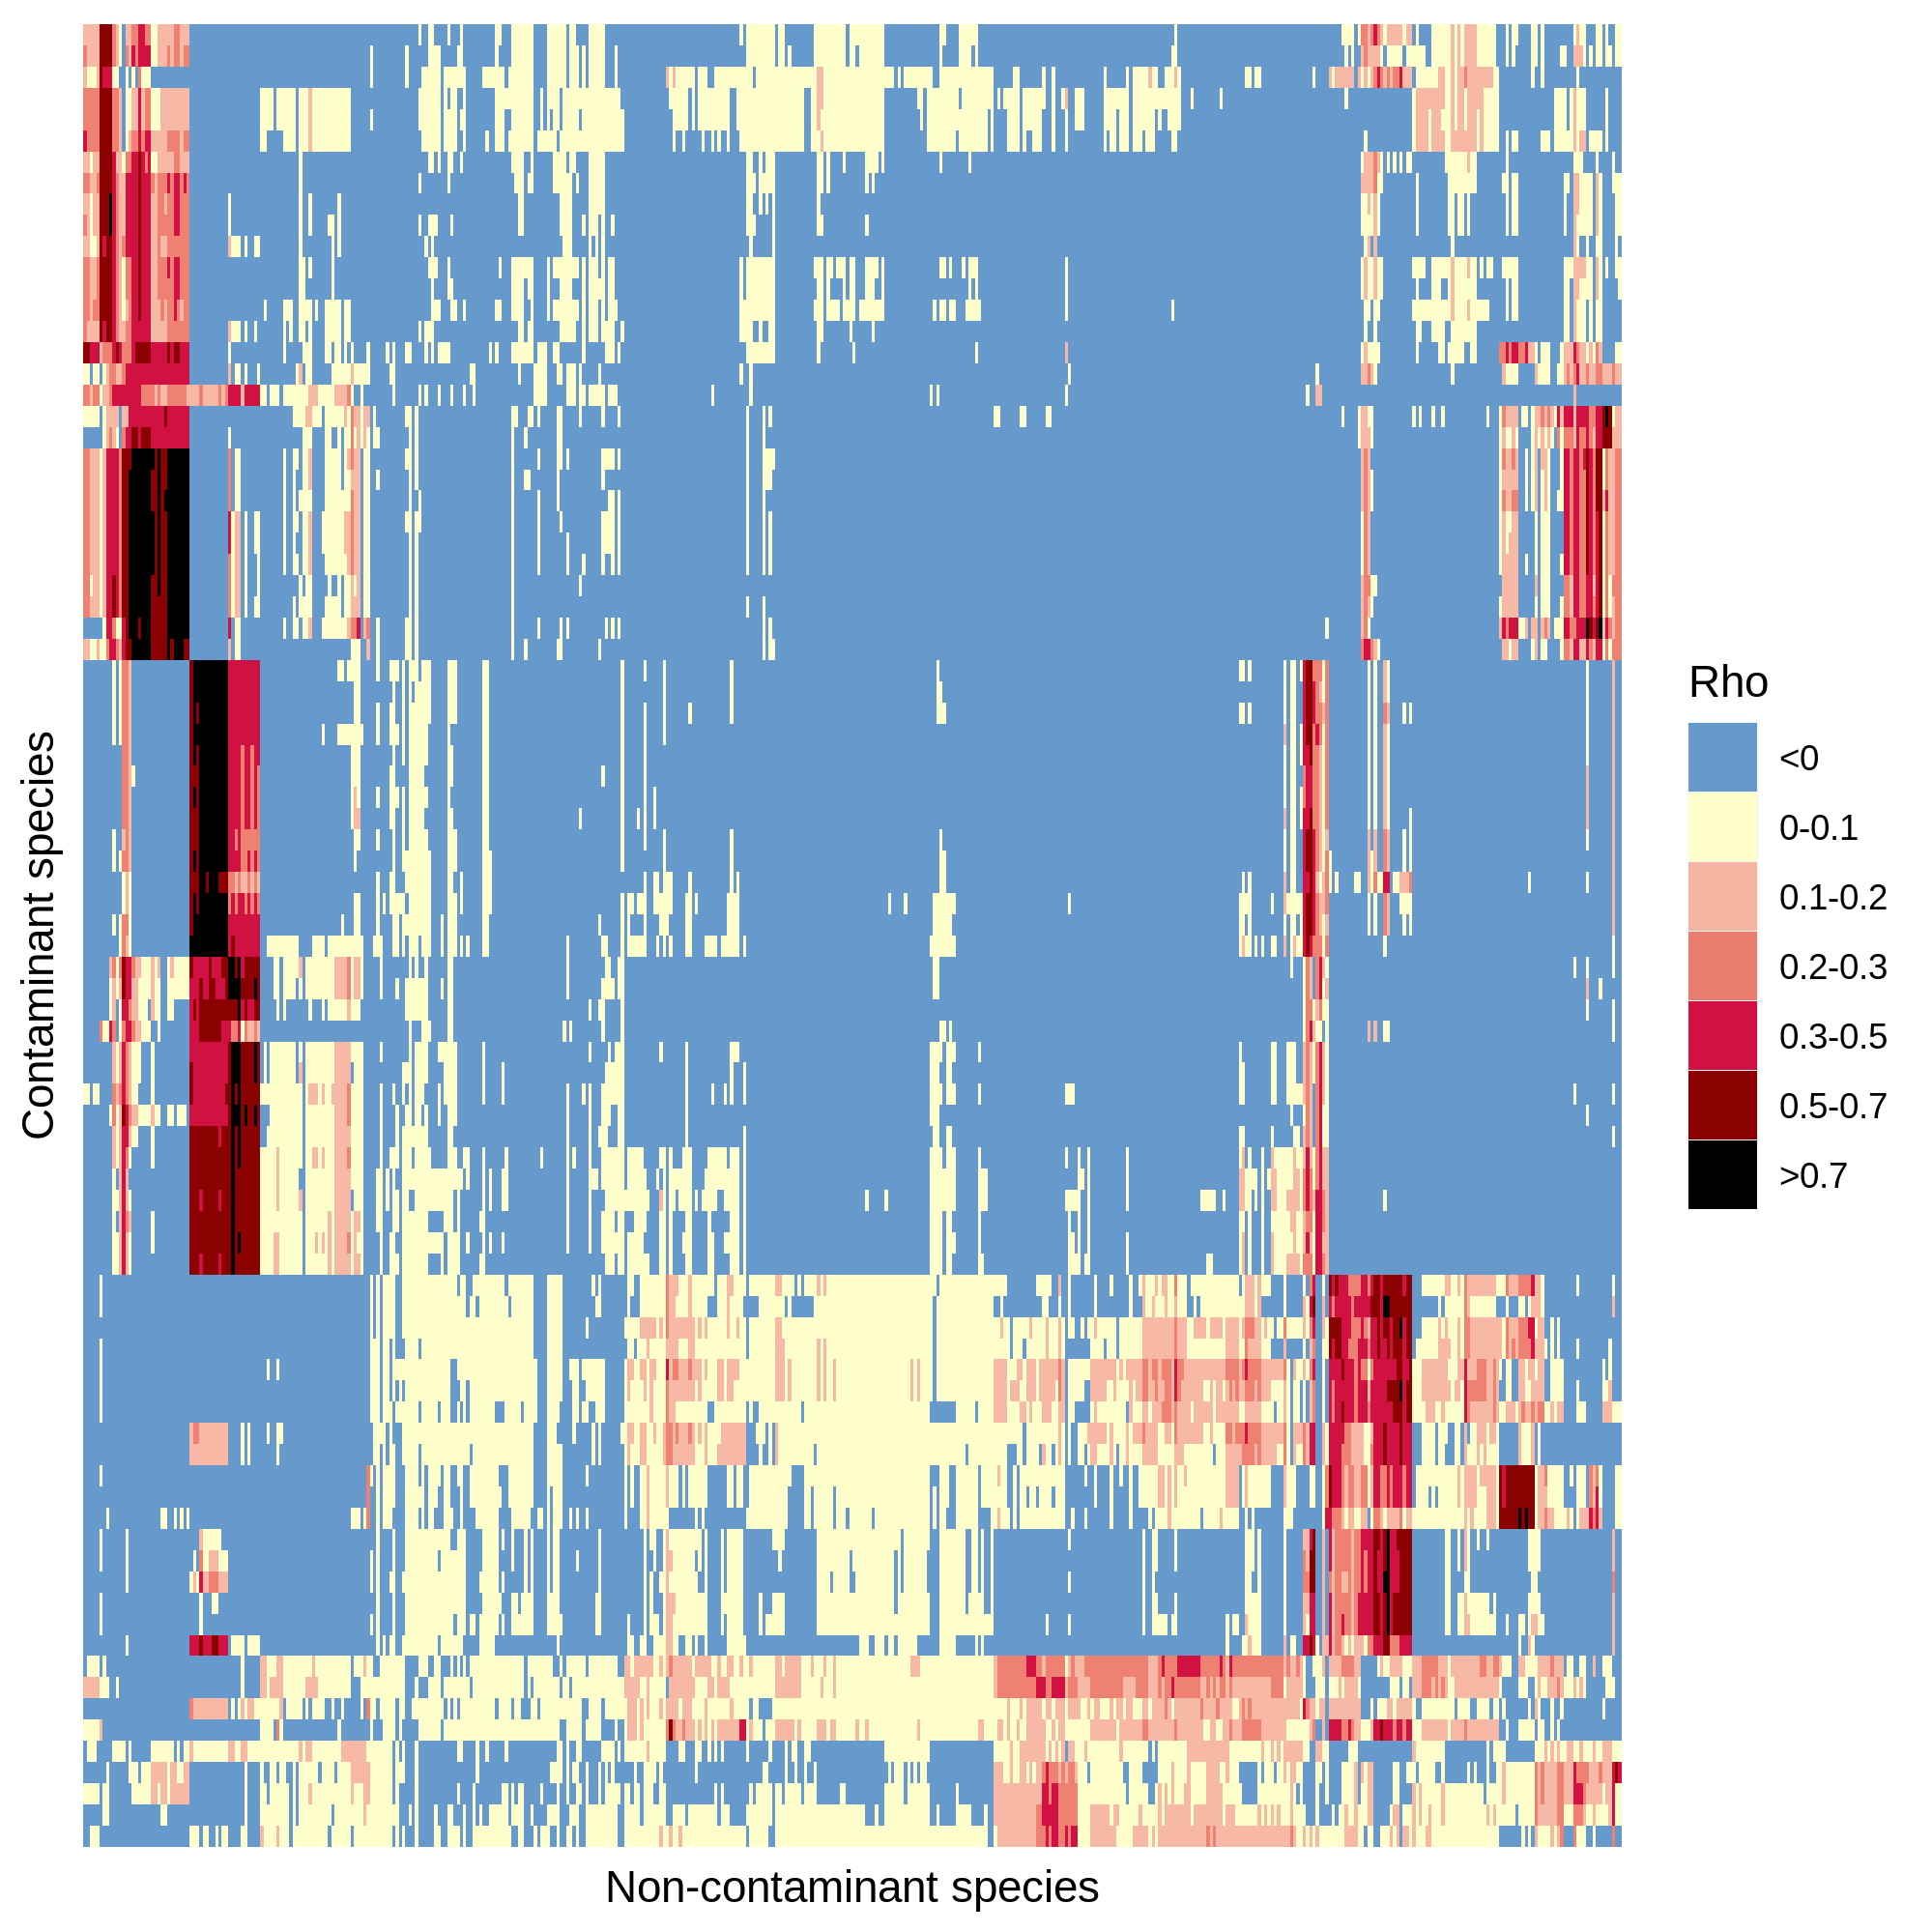 Contaminant species
Non-contaminant species
Rho
<0
0-0.1
0.1-0.2
0.2-0.3
0.3-0.5
0.5-0.7
>0.7